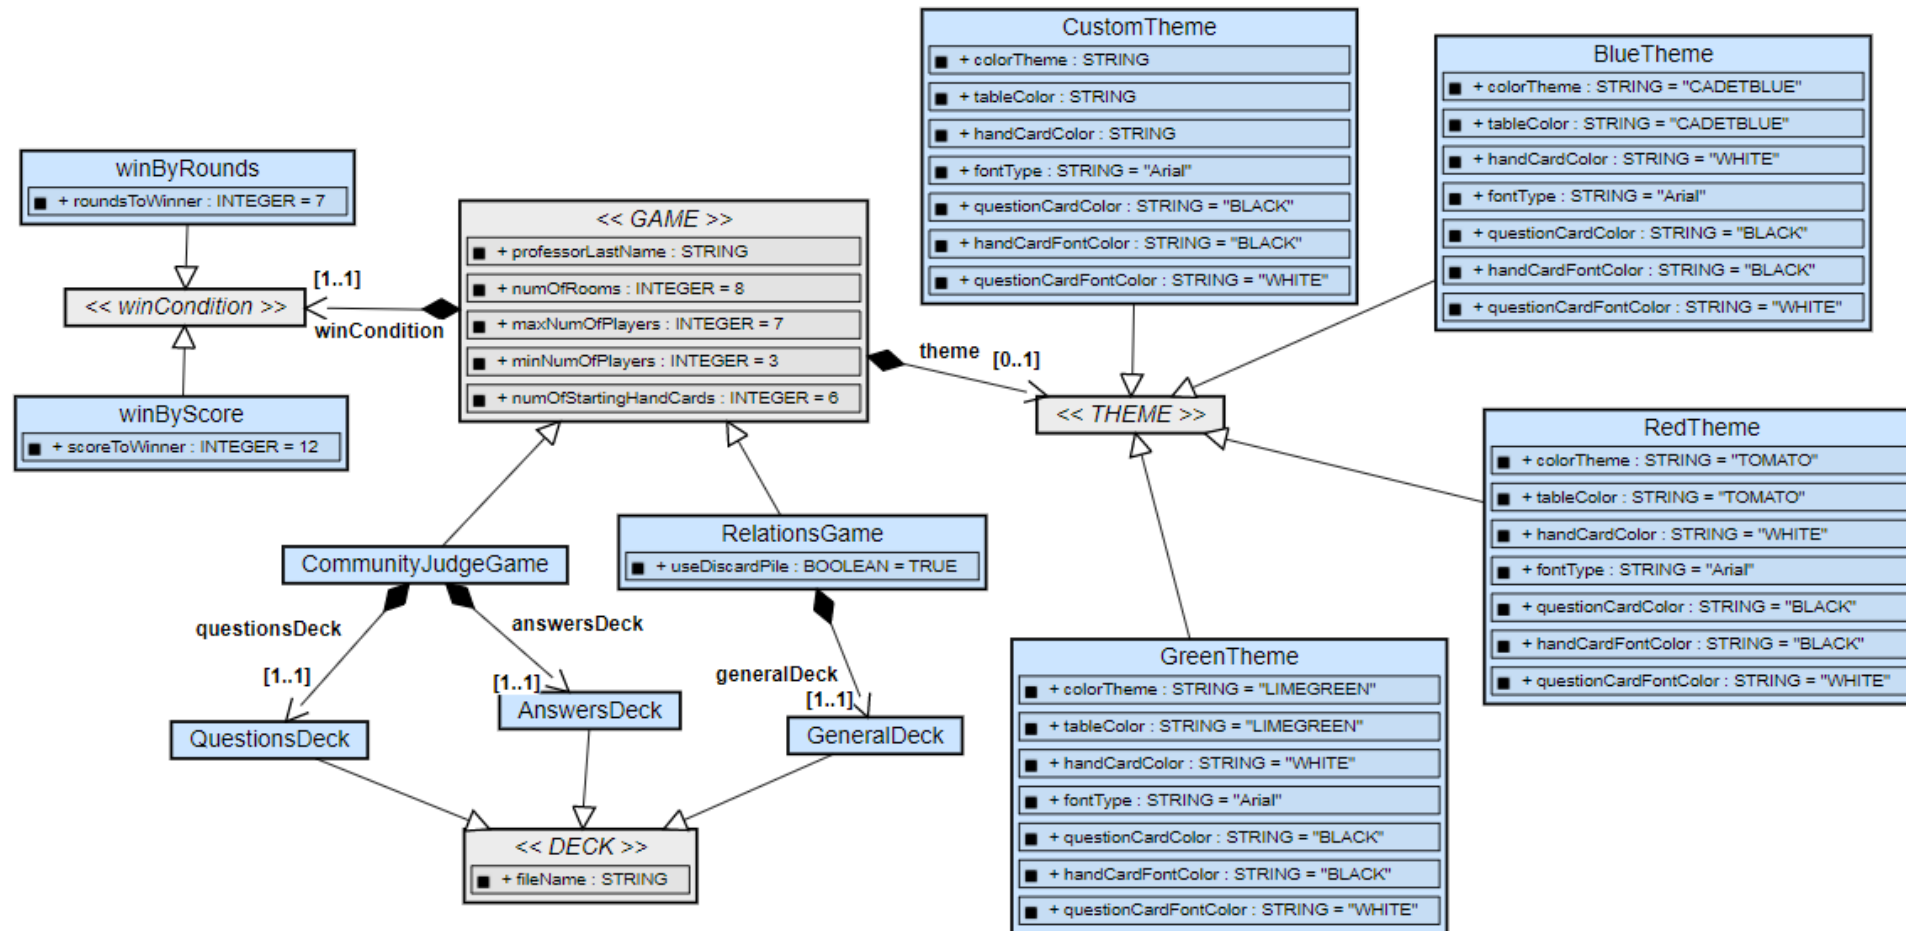 CustomTheme
+ colorTheme : STRING
+ tableColor : STRING
+ handCardColor : STRING
+ fontType : STRING = "Arial"
+ questionCardColor : STRING = "BLACK"
+ handCardFontColor : STRING = "BLACK"
+ questionCardFontColor : STRING = "WHITE"
BlueTheme
+ colorTheme : STRING = "CADETBLUE"
+ tableColor : STRING = "CADETBLUE"
+ handCardColor : STRING = "WHITE"
+ fontType : STRING = "Arial"
+ questionCardColor : STRING = "BLACK"
+ handCardFontColor : STRING = "BLACK"
+ questionCardFontColor : STRING = "WHITE"
winByRounds
+ roundsToWinner : INTEGER = 7
<< GAME >>
+ professorLastName : STRING
+ numOfRooms : INTEGER = 8
+ maxNumOfPlayers : INTEGER = 7
+ minNumOfPlayers : INTEGER = 3
+ numOfStartingHandCards : INTEGER = 6
[1..1]
winCondition
<< winCondition >>
theme
[0..1]
<< THEME >>
winByScore
+ scoreToWinner : INTEGER = 12
RedTheme
+ colorTheme : STRING = "TOMATO"
+ tableColor : STRING = "TOMATO"
+ handCardColor : STRING = "WHITE"
+ fontType : STRING = "Arial"
+ questionCardColor : STRING = "BLACK"
+ handCardFontColor : STRING = "BLACK"
+ questionCardFontColor : STRING = "WHITE"
CommunityJudgeGame
RelationsGame
+ useDiscardPile : BOOLEAN = TRUE
questionsDeck
[1..1]
answersDeck
[1..1]
generalDeck
[1..1]
QuestionsDeck
AnswersDeck
GeneralDeck
GreenTheme
+ colorTheme : STRING = "LIMEGREEN"
+ tableColor : STRING = "LIMEGREEN"
+ handCardColor : STRING = "WHITE"
+ fontType : STRING = "Arial"
+ questionCardColor : STRING = "BLACK"
+ handCardFontColor : STRING = "BLACK"
+ questionCardFontColor : STRING = "WHITE"
<< DECK >>
+ fileName : STRING